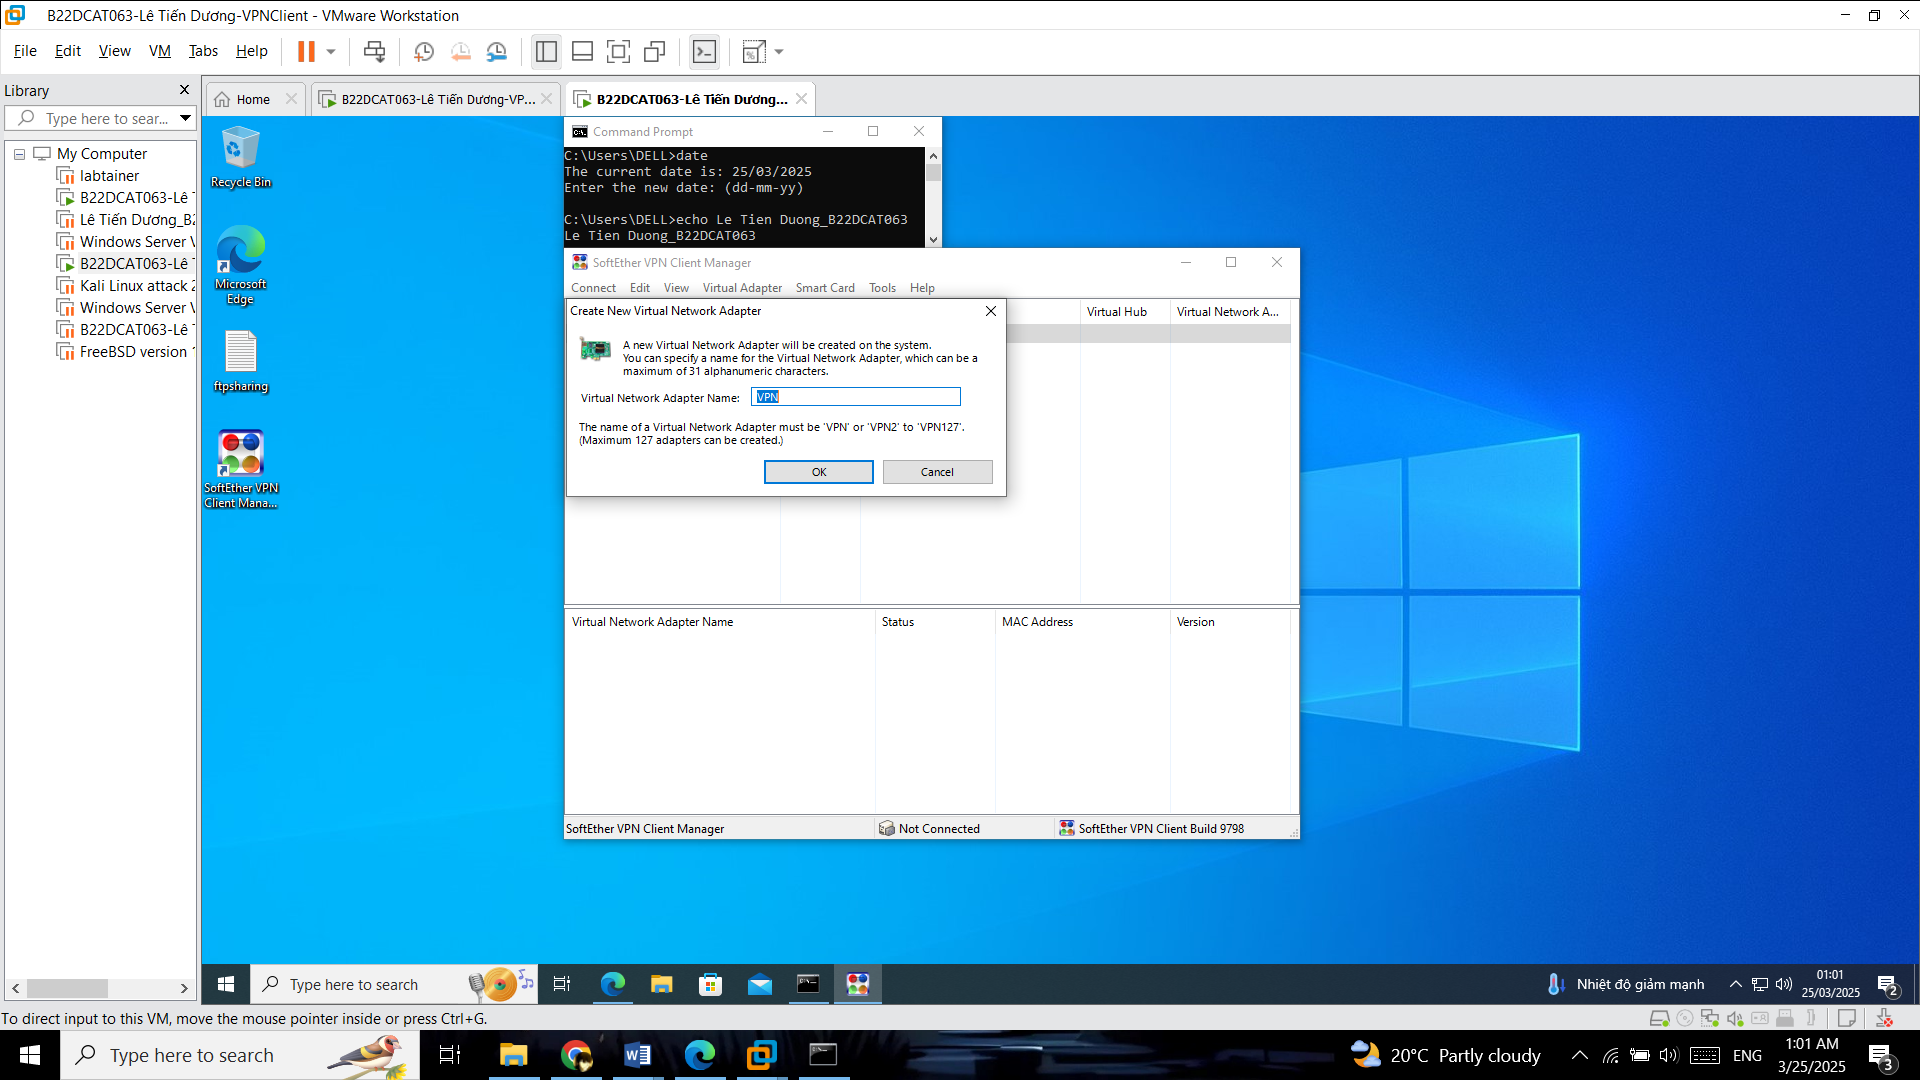 B22DCAT063-Lê Tiến Dương-VPNClient - VMware Workstation
File Edit View VM Tabs Help
Library
Type here to sear...
My Computer
labtainer
B22DCAT063-Lê
Lê Tiến Dương_B2
Windows Server
B22DCAT063-Lê
Kali Linux attack 2
Windows Server
B22DCAT063-Lê
FreeBSD version
Home
B22DCAT063-Lê Tiến Dương-VP...
B22DCAT063-Lê Tiến Dương...
Recycle Bin
Microsoft
Edge
ftpsharing
SoftEther VPN
Client Mana...
Command Prompt
C:\Users\DELL>date
The current date is: 25/03/2025
Enter the new date: (dd-mm-yy)
C:\Users\DELL>echo Le Tien Duong_B22DCAT063
Le Tien Duong_B22DCAT063
SoftEther VPN Client Manager
Connect Edit View Virtual Adapter Smart Card Tools Help
Virtual Hub Virtual Network A...
Create New Virtual Network Adapter
A new Virtual Network Adapter will be created on the system.
You can specify a name for the Virtual Network Adapter, which can be a
maximum of 31 alphanumeric characters.
Virtual Network Adapter Name: VPN
The name of a Virtual Network Adapter must be 'VPN' or 'VPN2' to 'VPN127'.
(Maximum 127 adapters can be created.)
OK Cancel
Virtual Network Adapter Name Status MAC Address Version
SoftEther VPN Client Manager Not Connected SoftEther VPN Client Build 9798
Type here to search
Nhiệt độ giảm mạnh
01:01
25/03/2025
2
To direct input to this VM, move the mouse pointer inside or press Ctrl+G.
Type here to search
20°C Partly cloudy
ENG
1:01 AM
3/25/2025
3